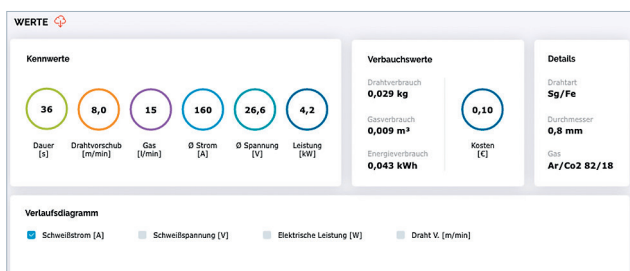 WERTE
Kennwerte
36
8,0
15
160
26,6
4,2
Dauer
[s]
Drahtvorschub
[m/min]
Gas
[l/min]
Ø Strom
[A]
Ø Spannung
[V]
Leistung
[kW]
Verbauchswerte
Drahtverbrauch
0,029 kg
Gasverbrauch
0,009 m³
Energieverbrauch
0,043 kWh
0,10
Kosten
[€]
Details
Drahtart
Sg/Fe
Durchmesser
0,8 mm
Gas
Ar/Co2 82/18
Verlaufsdiagramm
Schweißstrom [A]
Schweißspannung [V]
Elektrische Leistung [W]
Draht V. [m/min]